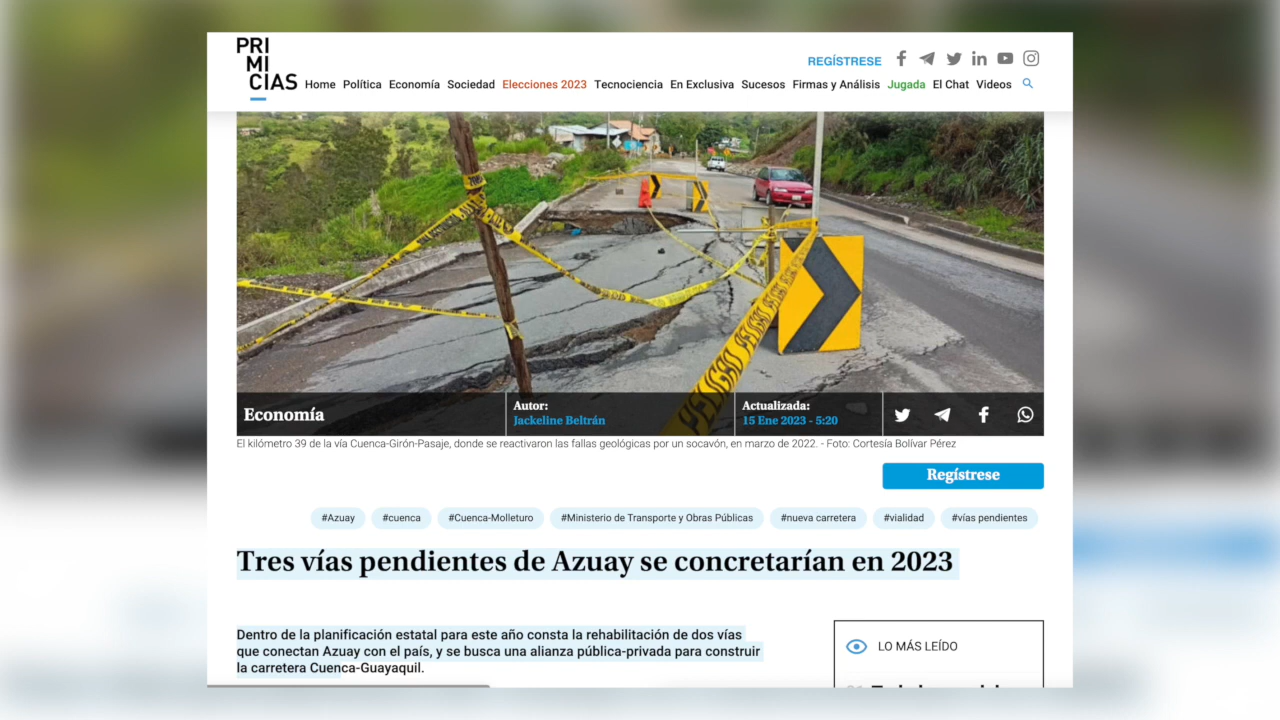 PRI
MI
CIAS
REGÍSTRESE
Home Política Economía Sociedad Elecciones 2023 Tecnociencia En Exclusiva Sucesos Firmas y Análisis Jugada El Chat Videos
PELIGRO
Economía
Autor:
Jackeline Beltrán
Actualizada:
15 Ene 2023 - 5:20
El kilómetro 39 de la vía Cuenca-Girón-Pasaje, donde se reactivaron las fallas geológicas por un socavón, en marzo de 2022. - Foto: Cortesía Bolívar Pérez
Regístrese
#Azuay #cuenca #Cuenca-Molleturo #Ministerio de Transporte y Obras Públicas #nueva carretera #vialidad #vías pendientes
Tres vías pendientes de Azuay se concretarían en 2023
Dentro de la planificación estatal para este año consta la rehabilitación de dos vías
que conectan Azuay con el país, y se busca una alianza pública-privada para construir
la carretera Cuenca-Guayaquil.
LO MÁS LEÍDO